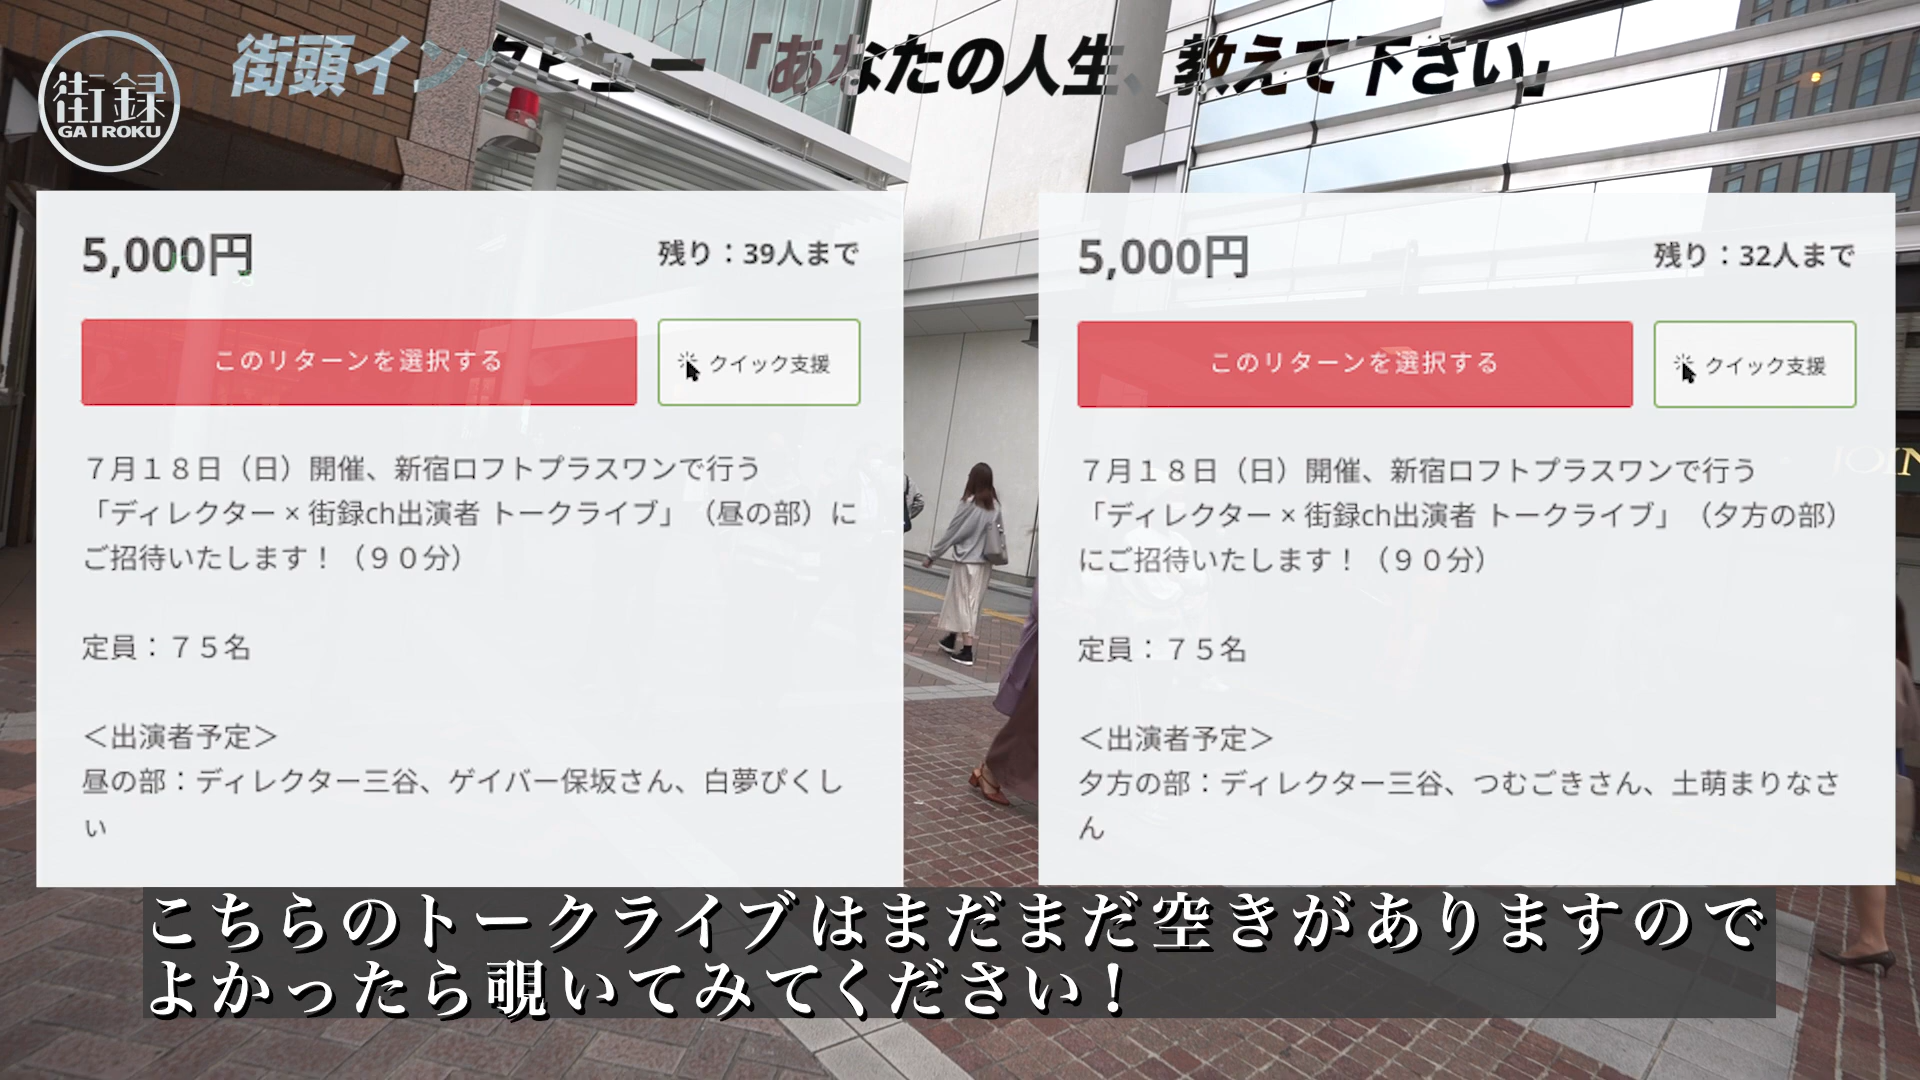 街録
GAIROKU
街頭インタビュー「あなたの人生、教えて下さい」
5,000円
残り：39人まで
このリターンを選択する
クイック支援
７月１８日（日）開催、新宿ロフトプラスワンで行う
「ディレクター × 街録ch出演者 トークライブ」（昼の部）に
ご招待いたします！（９０分）
定員：７５名
＜出演者予定＞
昼の部：ディレクター三谷、ゲイバー保坂さん、白夢ぴくし
ぃ
5,000円
残り：32人まで
このリターンを選択する
クイック支援
７月１８日（日）開催、新宿ロフトプラスワンで行う
「ディレクター × 街録ch出演者 トークライブ」（夕方の部）
にご招待いたします！（９０分）
定員：７５名
＜出演者予定＞
夕方の部：ディレクター三谷、つむごきさん、土萌まりなさ
ん
JOIN
こちらのトークライブはまだまだ空きがありますので
よかったら覗いてみてください！